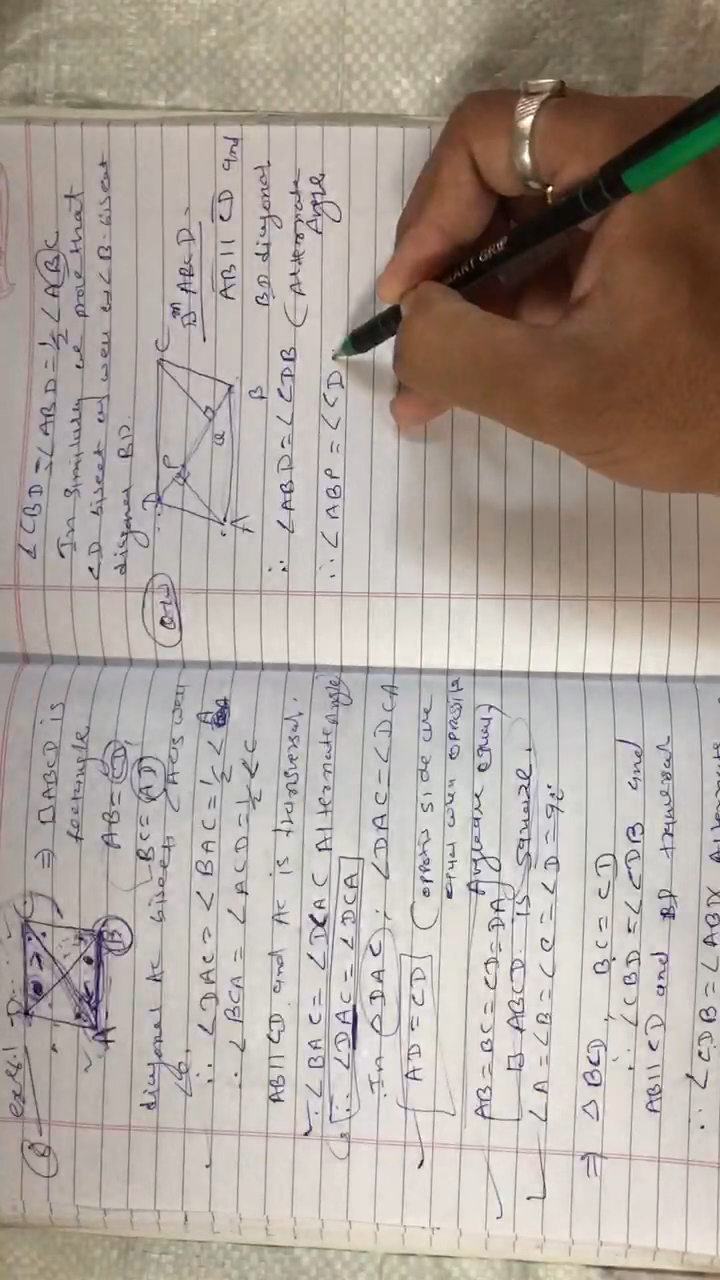 ex 8.1
⇒ □ABCD is
rectangle
AB = CD
BC = AD
diagonal AC bisect ∠A as well
∴ ∠DAC = ∠BAC = 1/2 ∠A
∴ ∠BCA = ∠ACD = 1/2 ∠C
AB || CD and AC is transversal.
∴ ∠BAC = ∠DCA Alternate Angle
∴ ∠DAC = ∠DCA
In △DAC, ∠DAC = ∠DCA
AD = CD (opposite side are
equal when opposite
Angle are equal)
AB = BC = CD = DA
□ABCD is square.
∠A = ∠B = ∠C = ∠D = 90°
⇒ △BCD, BC = CD
∴ ∠CBD = ∠CDB and
AB || CD and BD transversal
∴ ∠CDB = ∠ABD
∠CBD = ∠ABD = 1/2 ∠ABC
In similarly we prove that
∠D bisect as well as ∠B bisect
diagonal BD.
D C
P
Q
A B
ABCD.
AB || CD and
BD diagonal
∴ ∠ABD = ∠CDB (Alternate
Angle
∴ ∠ABP = ∠CD